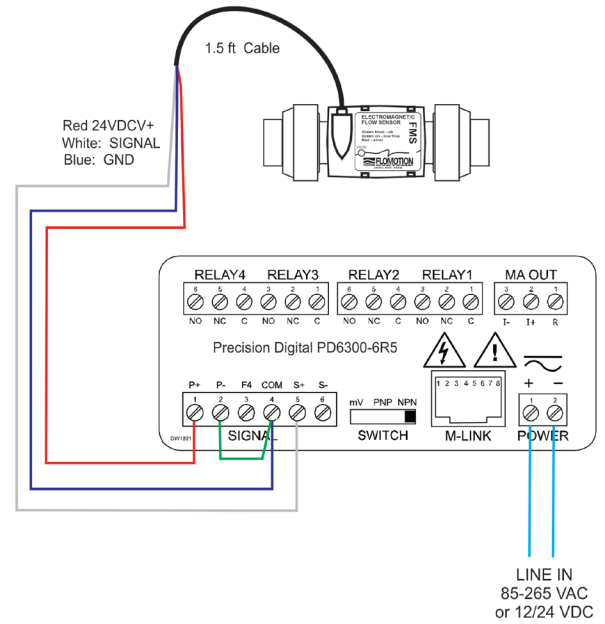 1.5 ft Cable
ELECTROMAGNETIC
FLOW SENSOR
FMS
FLOMOTION
Red 24VDCV+
White: SIGNAL
Blue: GND
RELAY4 RELAY3 RELAY2 RELAY1 MA OUT
6 5 4 3 2 1 6 5 4 3 2 1 3 2 1
NO NC C NO NC C NO NC C NO NC C I- I+ R
Precision Digital PD6300-6R5
P+ P- F4 COM S+ S-
1 2 3 4 5 6
SIGNAL
mV PNP NPN
SWITCH
1 2 3 4 5 6 7 8
M-LINK
+ −
1 2
POWER
LINE IN
85-265 VAC
or 12/24 VDC